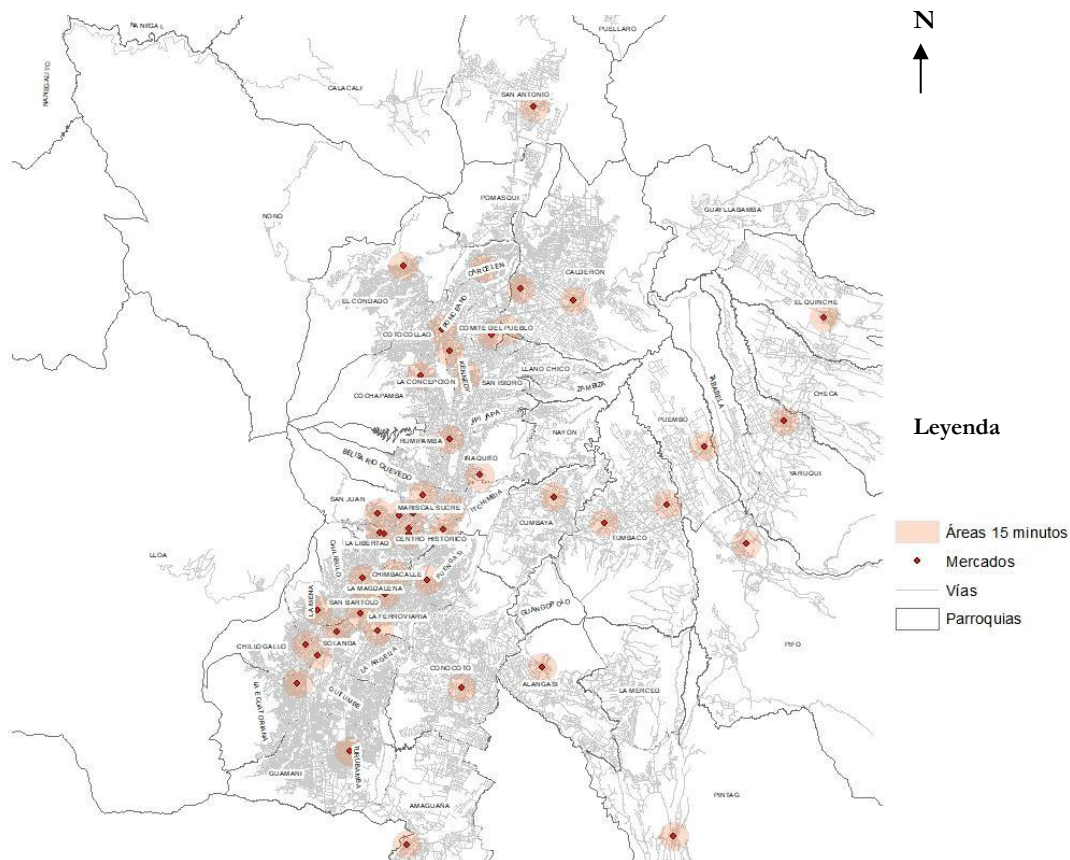 N
NANEGAL
PUELLARO
NANEGALITO
CALACALI
SAN ANTONIO
POMASQUI
GUAYLLABAMBA
NONO
CARCELEN
CALDERON
EL CONDADO
PONCEANO
EL QUINCHE
COTOCOLLAO
COMITE DEL PUEBLO
KENNEDY
LLANO CHICO
LA CONCEPCION
SAN ISIDRO
ZAMBIZA
TABABELA
CHECA
COCHAPAMBA
JIPIJAPA
PUEMBO
Leyenda
RUMIPAMBA
NAYON
BELISARIO QUEVEDO
IÑAQUITO
YARUQUI
SAN JUAN
MARISCAL SUCRE
ITCHIMBIA
CUMBAYA
Áreas 15 minutos
LA LIBERTAD
CENTRO HISTORICO
TUMBACO
LLOA
CHILIBULO
PUENGASI
Mercados
CHIMBACALLE
LA MAGDALENA
Vías
LA MENA
SAN BARTOLO
GUANGOPOLO
LA FERROVIARIA
Parroquias
CHILLOGALLO
SOLANDA
PIFO
LA ARGELIA
CONOCOTO
ALANGASI
LA MERCED
LA ECUATORIANA
QUITUMBE
GUAMANI
TURUBAMBA
PINTAG
AMAGUAÑA